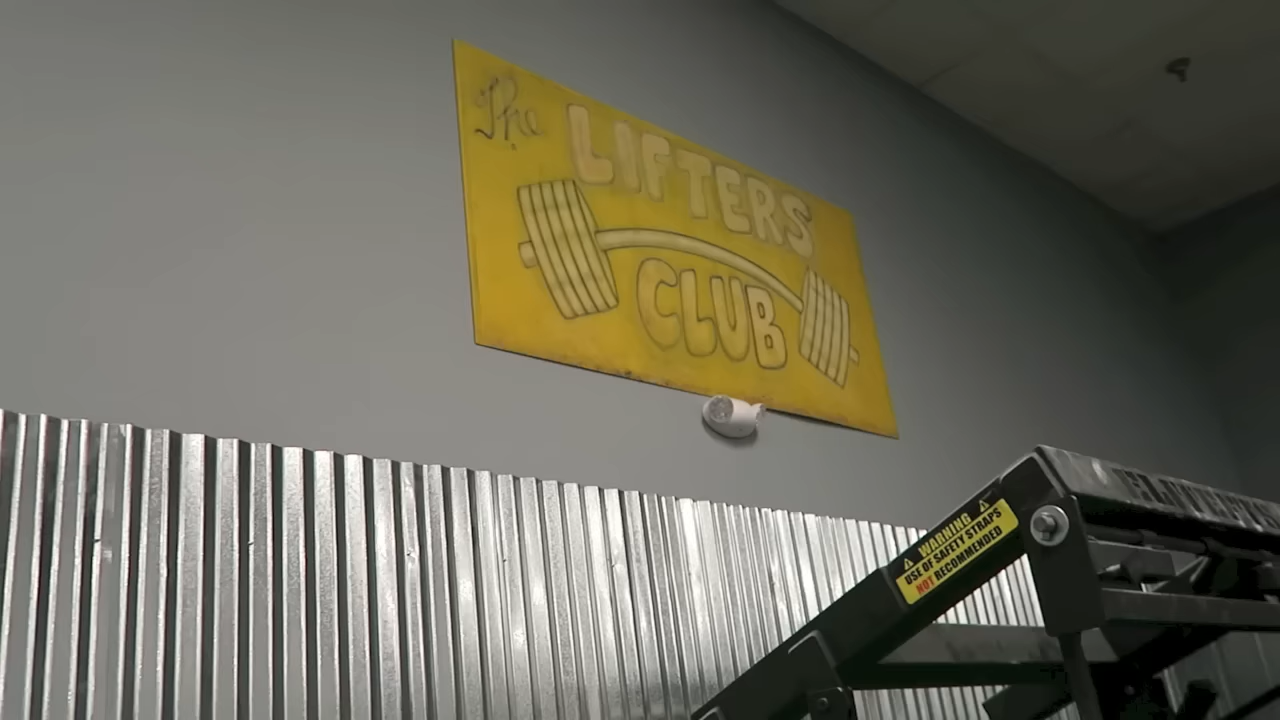 The
LIFTERS
CLUB
WARNING
USE OF SAFETY STRAPS
NOT RECOMMENDED